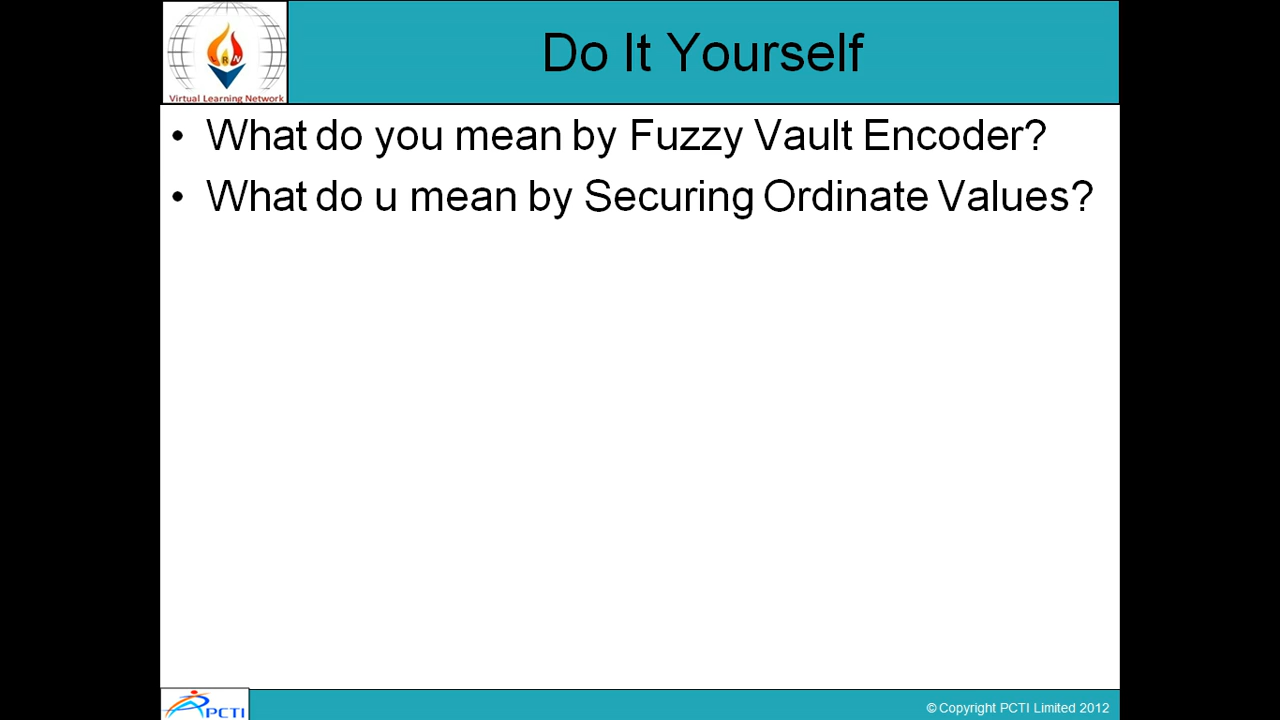 Do It Yourself
VRN
Virtual Learning Network
• What do you mean by Fuzzy Vault Encoder?
• What do u mean by Securing Ordinate Values?
PCTI
© Copyright PCTI Limited 2012